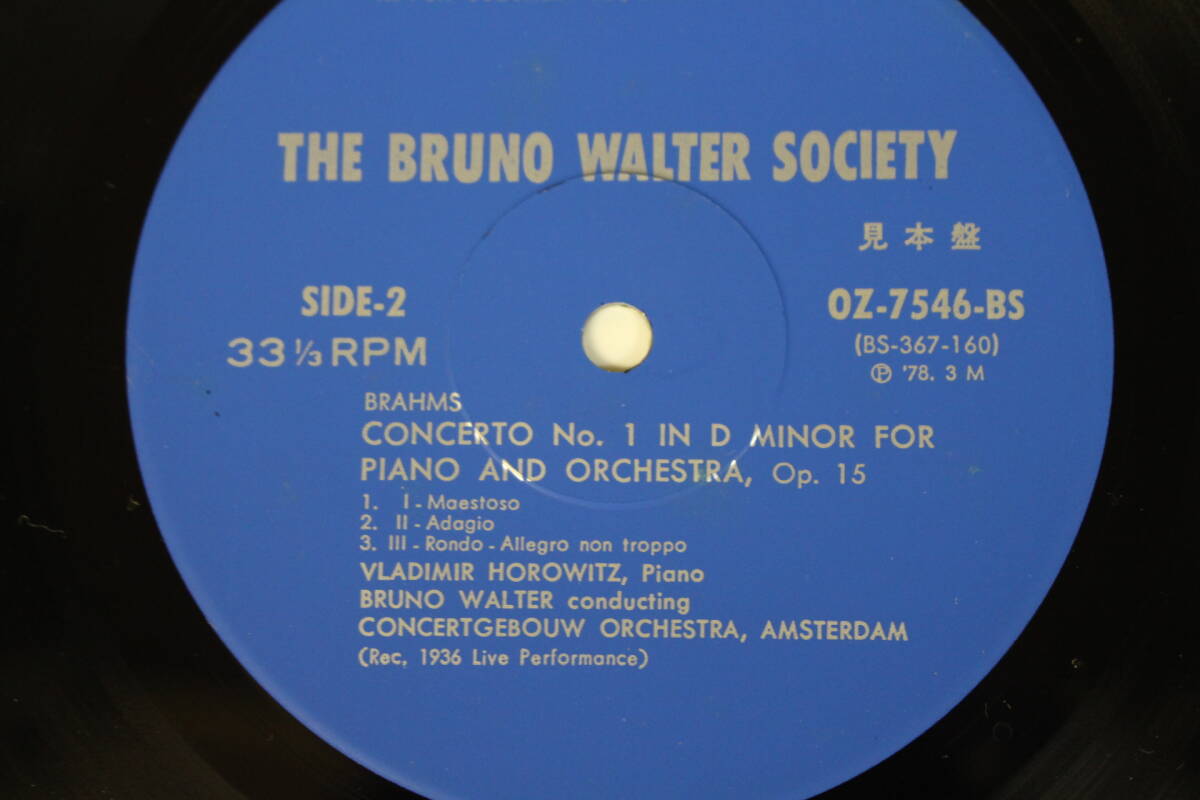 THE BRUNO WALTER SOCIETY
見本盤
SIDE-2
33 1/3 RPM
OZ-7546-BS
(BS-367-160)
Ⓟ '78. 3 M
BRAHMS
CONCERTO No. 1 IN D MINOR FOR
PIANO AND ORCHESTRA, Op. 15
1. I - Maestoso
2. II - Adagio
3. III - Rondo - Allegro non troppo
VLADIMIR HOROWITZ, Piano
BRUNO WALTER conducting
CONCERTGEBOUW ORCHESTRA, AMSTERDAM
(Rec, 1936 Live Performance)